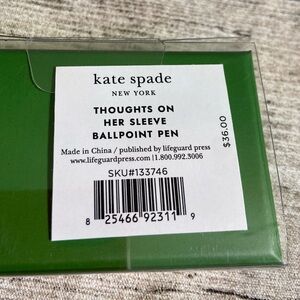 kate spade
NEW YORK
THOUGHTS ON
HER SLEEVE
BALLPOINT PEN
Made in China / published by lifeguard press
www.lifeguardpress.com | 1.800.992.3006
SKU#133746
8 25466 92311 9
$36.00